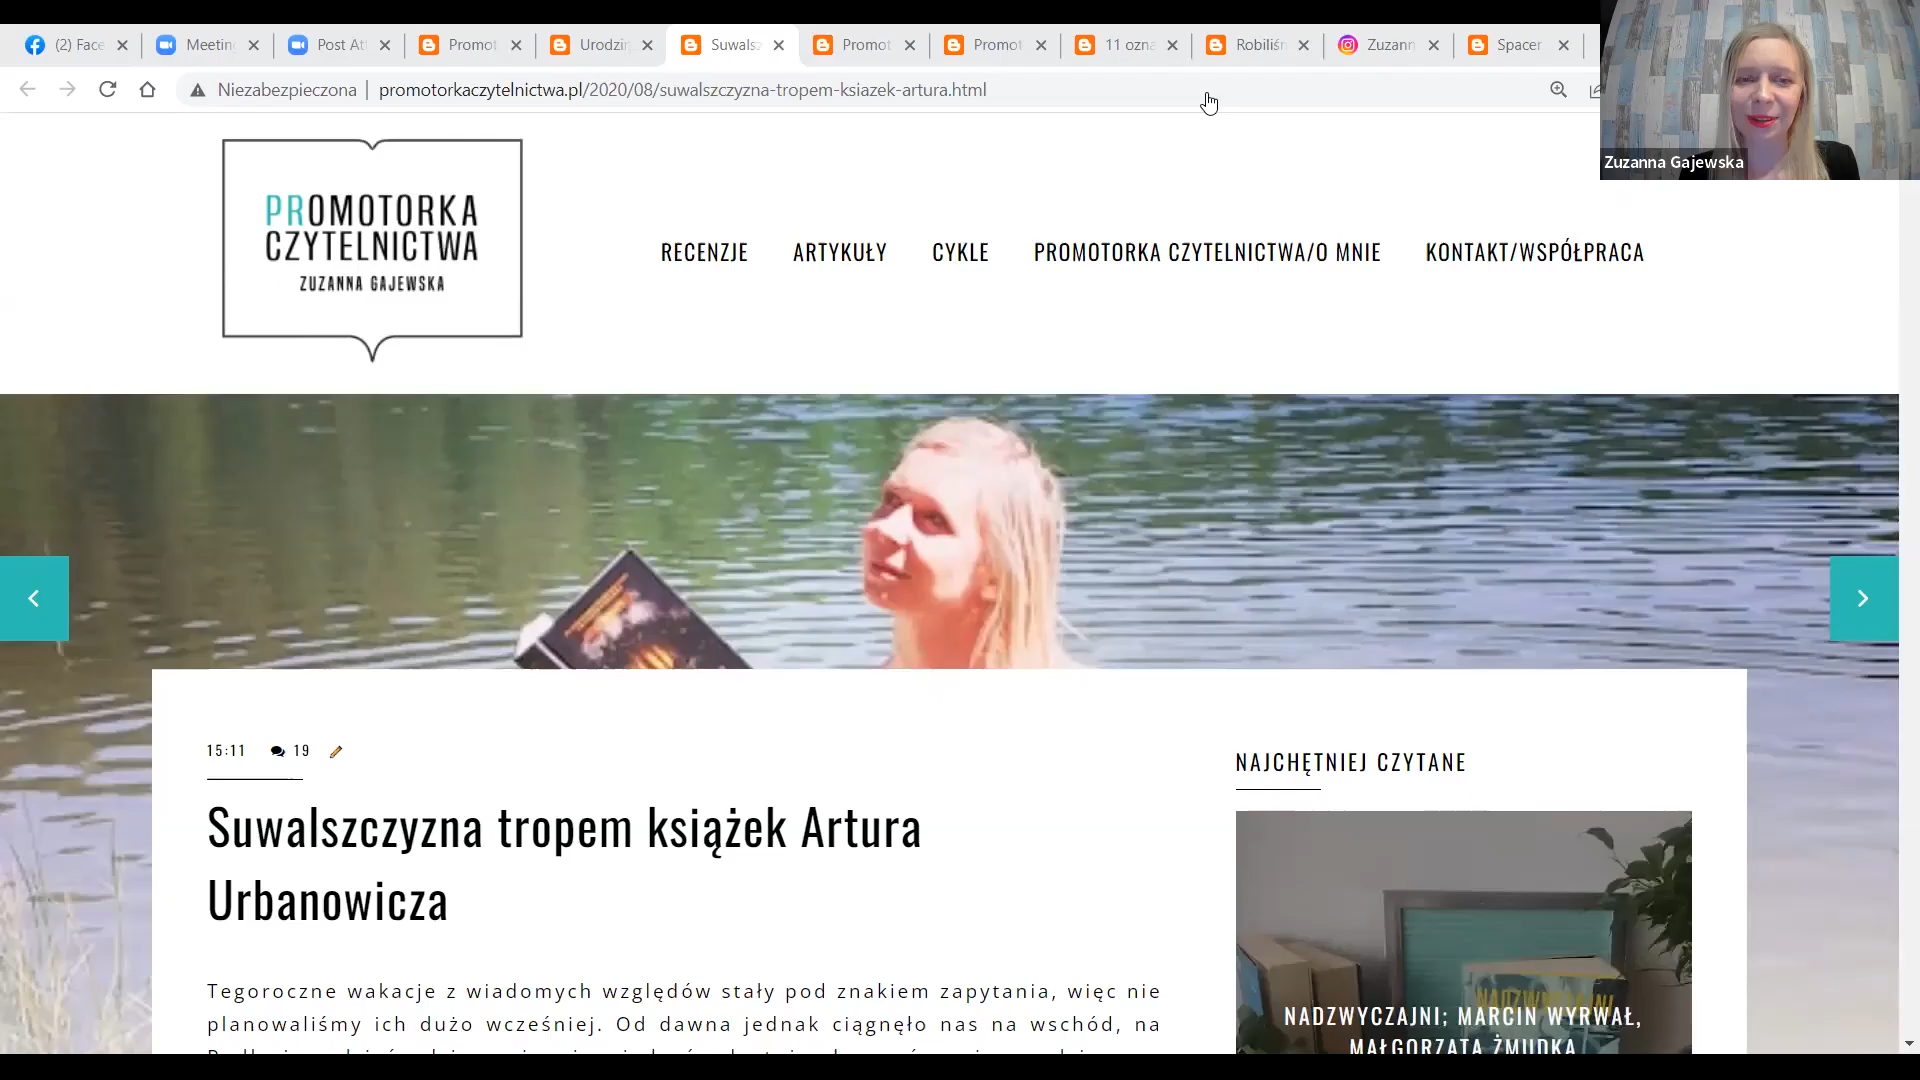 (2) Face
Meetin
Post At
Promot
Urodzin
Suwals
Promot
Promot
11 ozna
Robiliś
Zuzann
Spacer
Niezabezpieczona | promotorkaczytelnictwa.pl/2020/08/suwalszczyzna-tropem-ksiazek-artura.html
Zuzanna Gajewska
PROMOTORKA
CZYTELNICTWA
ZUZANNA GAJEWSKA
RECENZJE ARTYKUŁY CYKLE PROMOTORKA CZYTELNICTWA/O MNIE KONTAKT/WSPÓŁPRACA
15:11 19
Suwalszczyzna tropem książek Artura
Urbanowicza
Tegoroczne wakacje z wiadomych względów stały pod znakiem zapytania, więc nie
planowaliśmy ich dużo wcześniej. Od dawna jednak ciągnęło nas na wschód, na
NAJCHĘTNIEJ CZYTANE
NADZWYCZAJNI
NADZWYCZAJNI; MARCIN WYRWAŁ,
MAŁGORZATA ŻMUDKA